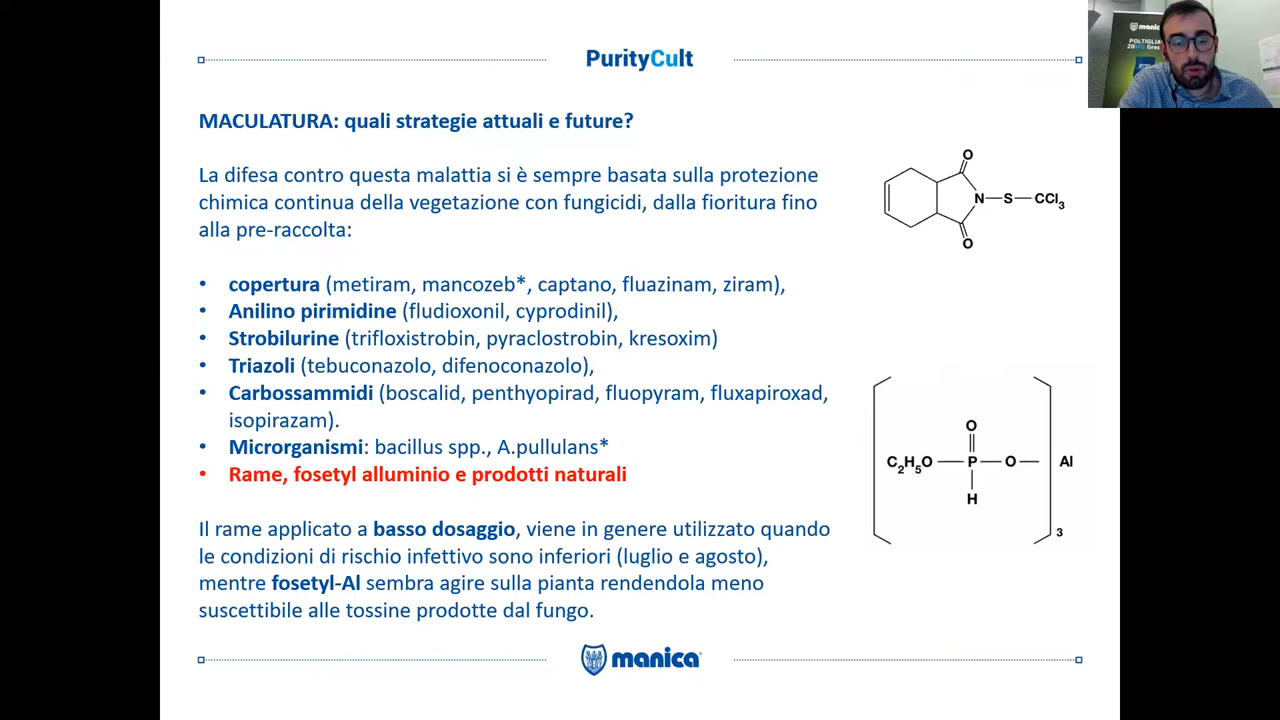 PurityCult
manica
POLTIGLIA
20WG Gree
MACULATURA: quali strategie attuali e future?
La difesa contro questa malattia si è sempre basata sulla protezione
chimica continua della vegetazione con fungicidi, dalla fioritura fino
alla pre-raccolta:
• copertura (metiram, mancozeb*, captano, fluazinam, ziram),
• Anilino pirimidine (fludioxonil, cyprodinil),
• Strobilurine (trifloxistrobin, pyraclostrobin, kresoxim)
• Triazoli (tebuconazolo, difenoconazolo),
• Carbossammidi (boscalid, penthyopirad, fluopyram, fluxapiroxad,
isopirazam).
• Microrganismi: bacillus spp., A.pullulans*
• Rame, fosetyl alluminio e prodotti naturali
Il rame applicato a basso dosaggio, viene in genere utilizzato quando
le condizioni di rischio infettivo sono inferiori (luglio e agosto),
mentre fosetyl-Al sembra agire sulla pianta rendendola meno
suscettibile alle tossine prodotte dal fungo.
O
N S CCl3
O
O
C2H5O P O Al
H
3
manica